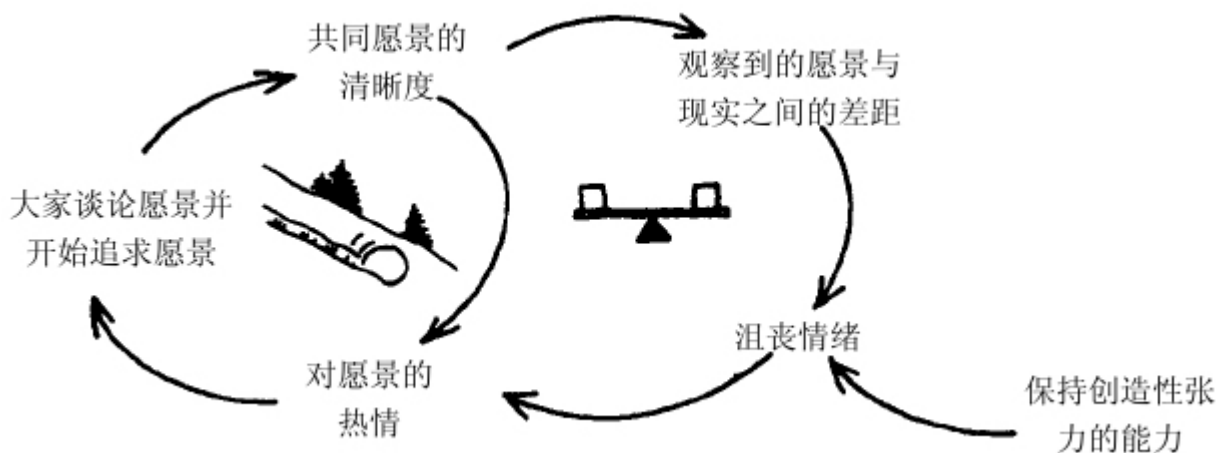 共同愿景的
清晰度
观察到的愿景与
现实之间的差距
大家谈论愿景并
开始追求愿景
沮丧情绪
对愿景的
热情
保持创造性张
力的能力